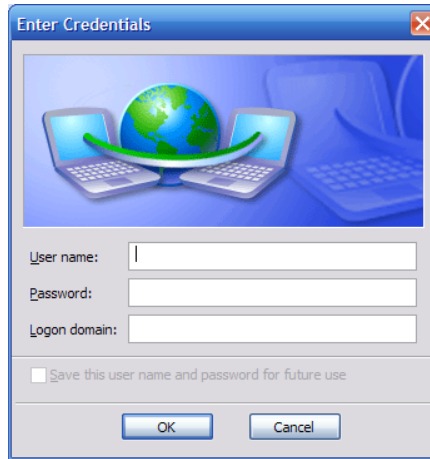 Enter Credentials
User name:
Password:
Logon domain:
Save this user name and password for future use
OK
Cancel